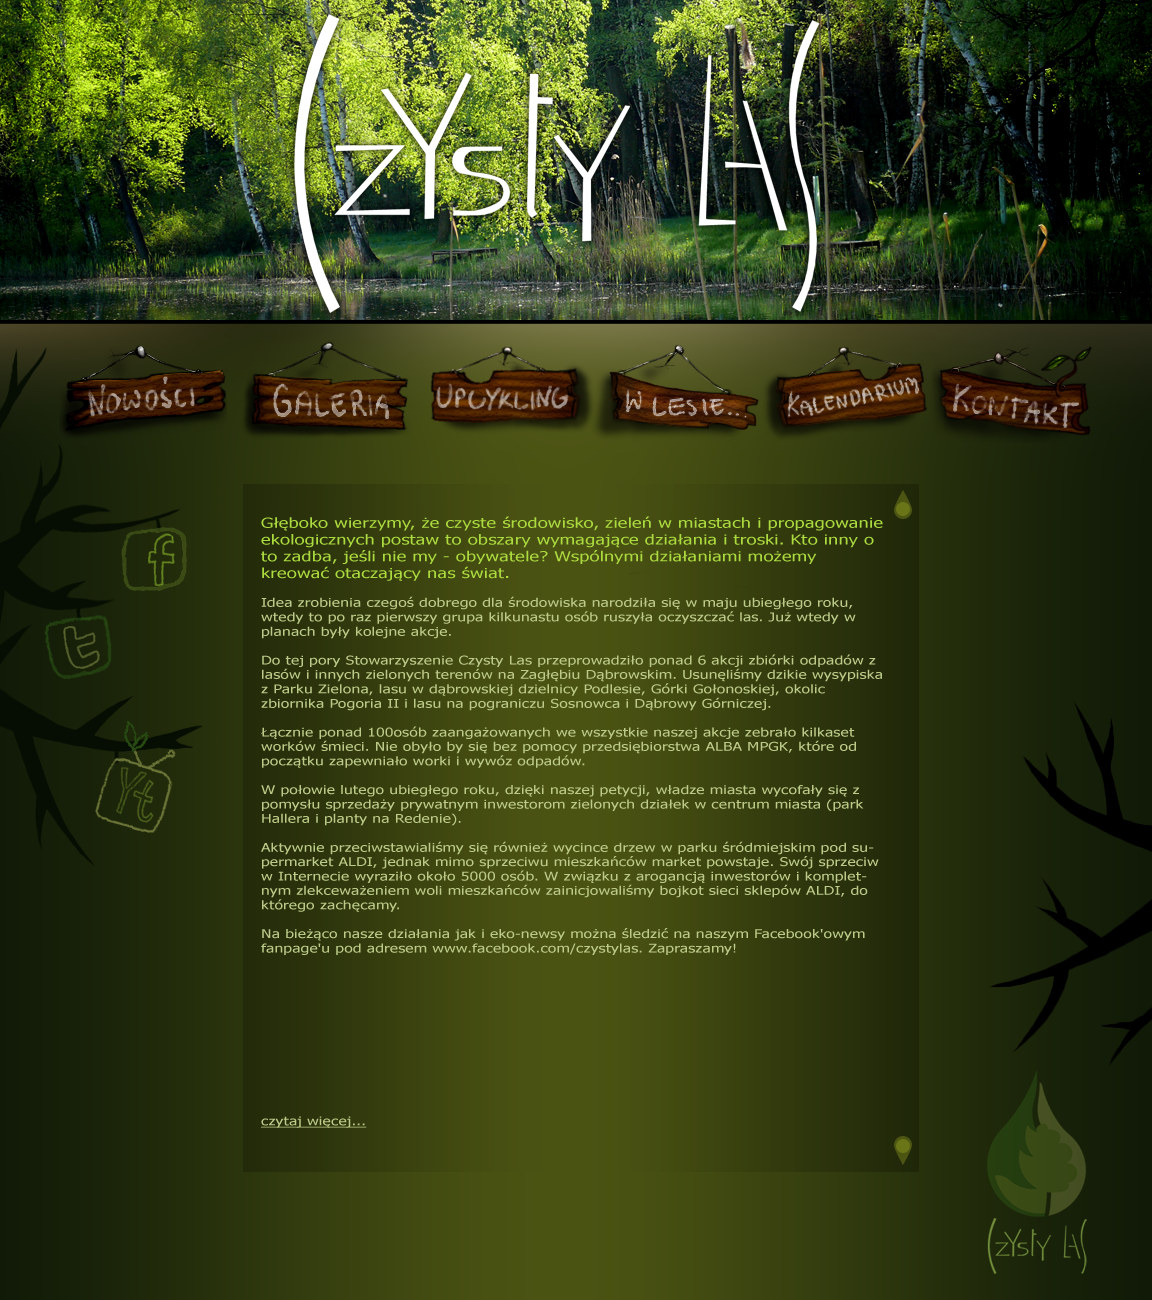 Czysty Las
Nowości
Galeria
Upcykling
W lesie...
Kalendarium
Kontakt
Głęboko wierzymy, że czyste środowisko, zieleń w miastach i propagowanie
ekologicznych postaw to obszary wymagające działania i troski. Kto inny o
to zadba, jeśli nie my - obywatele? Wspólnymi działaniami możemy
kreować otaczający nas świat.
Idea zrobienia czegoś dobrego dla środowiska narodziła się w maju ubiegłego roku,
wtedy to po raz pierwszy grupa kilkunastu osób ruszyła oczyszczać las. Już wtedy w
planach były kolejne akcje.
Do tej pory Stowarzyszenie Czysty Las przeprowadziło ponad 6 akcji zbiórki odpadów z
lasów i innych zielonych terenów na Zagłębiu Dąbrowskim. Usunęliśmy dzikie wysypiska
z Parku Zielona, lasu w dąbrowskiej dzielnicy Podlesie, Górki Gołonoskiej, okolic
zbiornika Pogoria II i lasu na pograniczu Sosnowca i Dąbrowy Górniczej.
Łącznie ponad 100osób zaangażowanych we wszystkie naszej akcje zebrało kilkaset
worków śmieci. Nie obyło by się bez pomocy przedsiębiorstwa ALBA MPGK, które od
początku zapewniało worki i wywóz odpadów.
W połowie lutego ubiegłego roku, dzięki naszej petycji, władze miasta wycofały się z
pomysłu sprzedaży prywatnym inwestorom zielonych działek w centrum miasta (park
Hallera i planty na Redenie).
Aktywnie przeciwstawialiśmy się również wycince drzew w parku śródmiejskim pod su-
permarket ALDI, jednak mimo sprzeciwu mieszkańców market powstaje. Swój sprzeciw
w Internecie wyraziło około 5000 osób. W związku z arogancją inwestorów i komplet-
nym zlekceważeniem woli mieszkańców zainicjowaliśmy bojkot sieci sklepów ALDI, do
którego zachęcamy.
Na bieżąco nasze działania jak i eko-newsy można śledzić na naszym Facebook'owym
fanpage'u pod adresem www.facebook.com/czystylas. Zapraszamy!
czytaj więcej...
f
t
Yt
Czysty Las